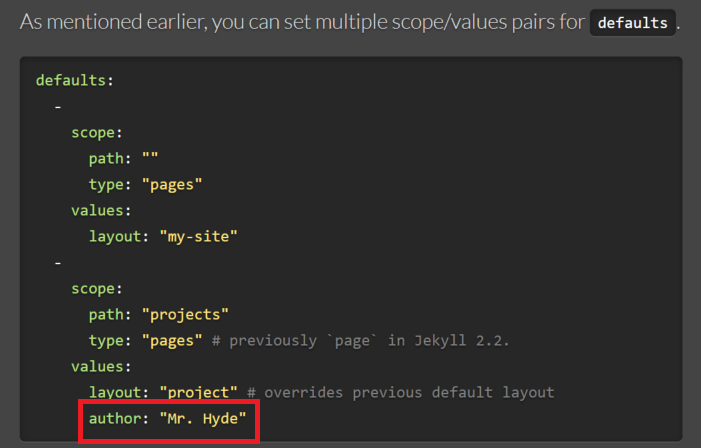 As mentioned earlier, you can set multiple scope/values pairs for defaults.
defaults:
  -
    scope:
      path: ""
      type: "pages"
    values:
      layout: "my-site"
  -
    scope:
      path: "projects"
      type: "pages" # previously `page` in Jekyll 2.2.
    values:
      layout: "project" # overrides previous default layout
      author: "Mr. Hyde"